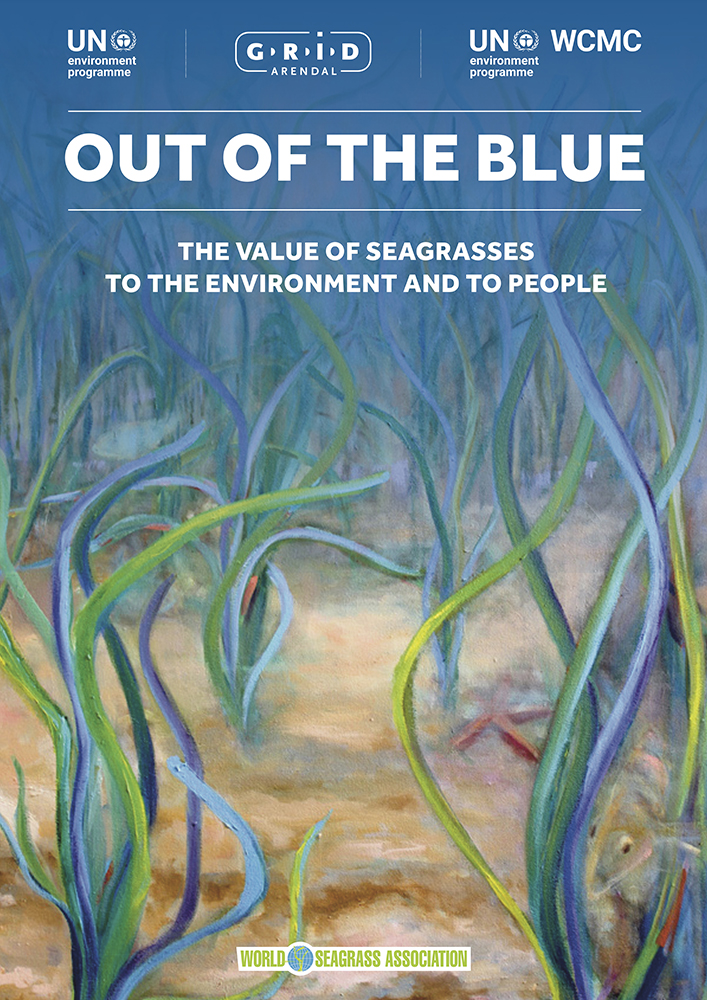 UN
environment
programme
GRiD
ARENDAL
UN WCMC
environment
programme
OUT OF THE BLUE
THE VALUE OF SEAGRASSES
TO THE ENVIRONMENT AND TO PEOPLE
WORLD SEAGRASS ASSOCIATION